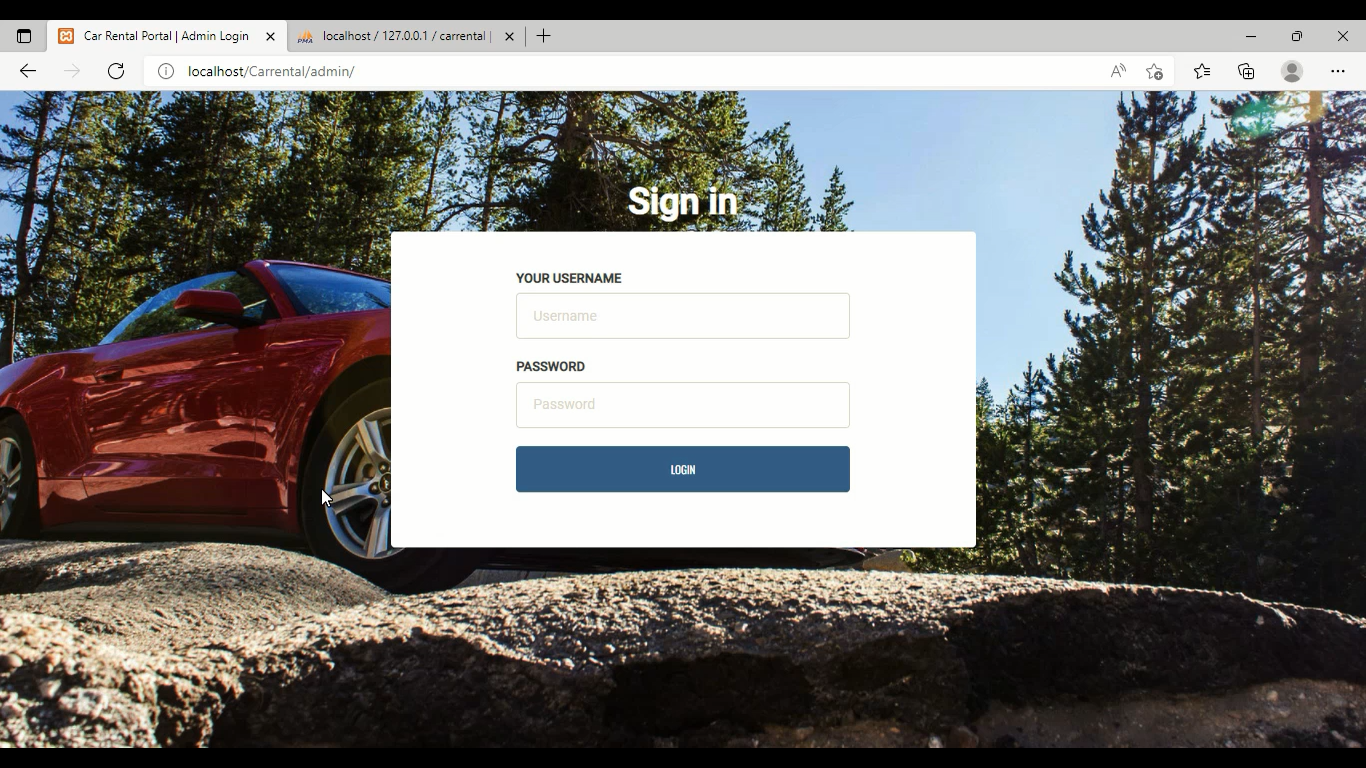 Car Rental Portal | Admin Login
localhost / 127.0.0.1 / carrental |
localhost/Carrental/admin/
Sign in
YOUR USERNAME
Username
PASSWORD
Password
LOGIN